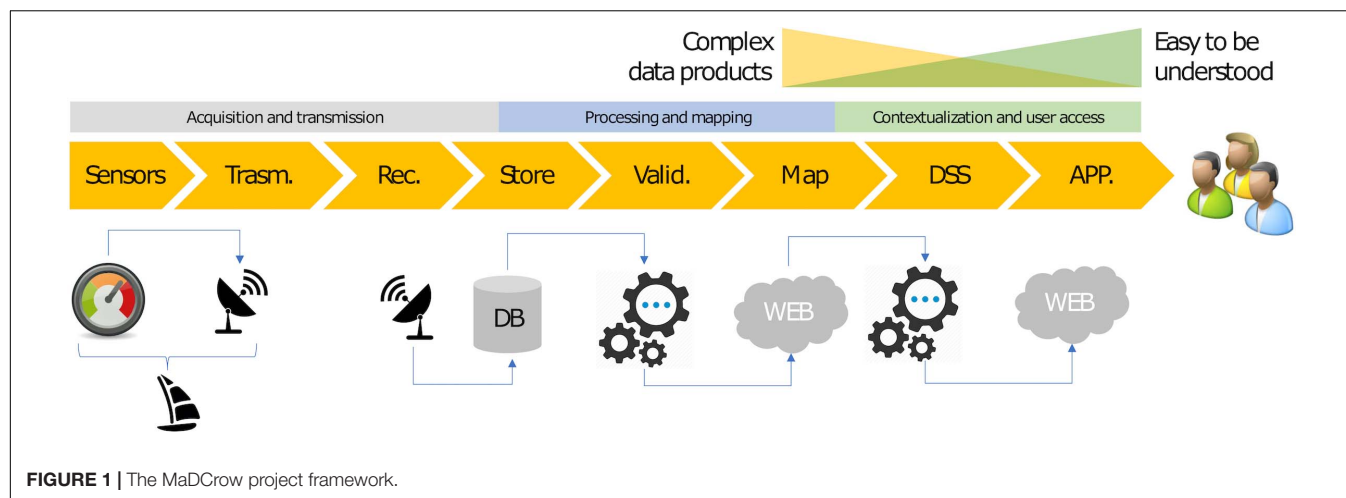 Complex
data products
Easy to be
understood
Acquisition and transmission
Processing and mapping
Contextualization and user access
Sensors
Trasm.
Rec.
Store
Valid.
Map
DSS
APP.
DB
WEB
WEB
FIGURE 1 | The MaDCrow project framework.